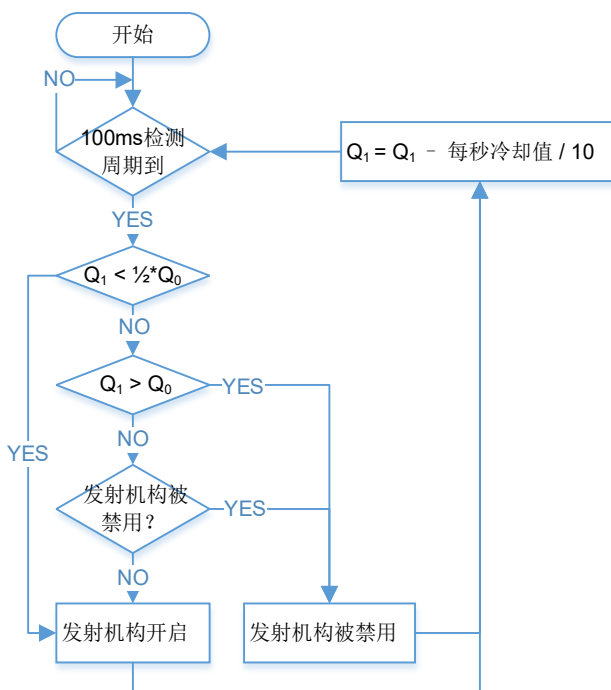 开始
NO
100ms检测
周期到
Q₁ = Q₁ － 每秒冷却值 / 10
YES
Q₁ < ½*Q₀
NO
Q₁ > Q₀
YES
NO
YES
发射机构被
禁用？
YES
NO
发射机构开启
发射机构被禁用